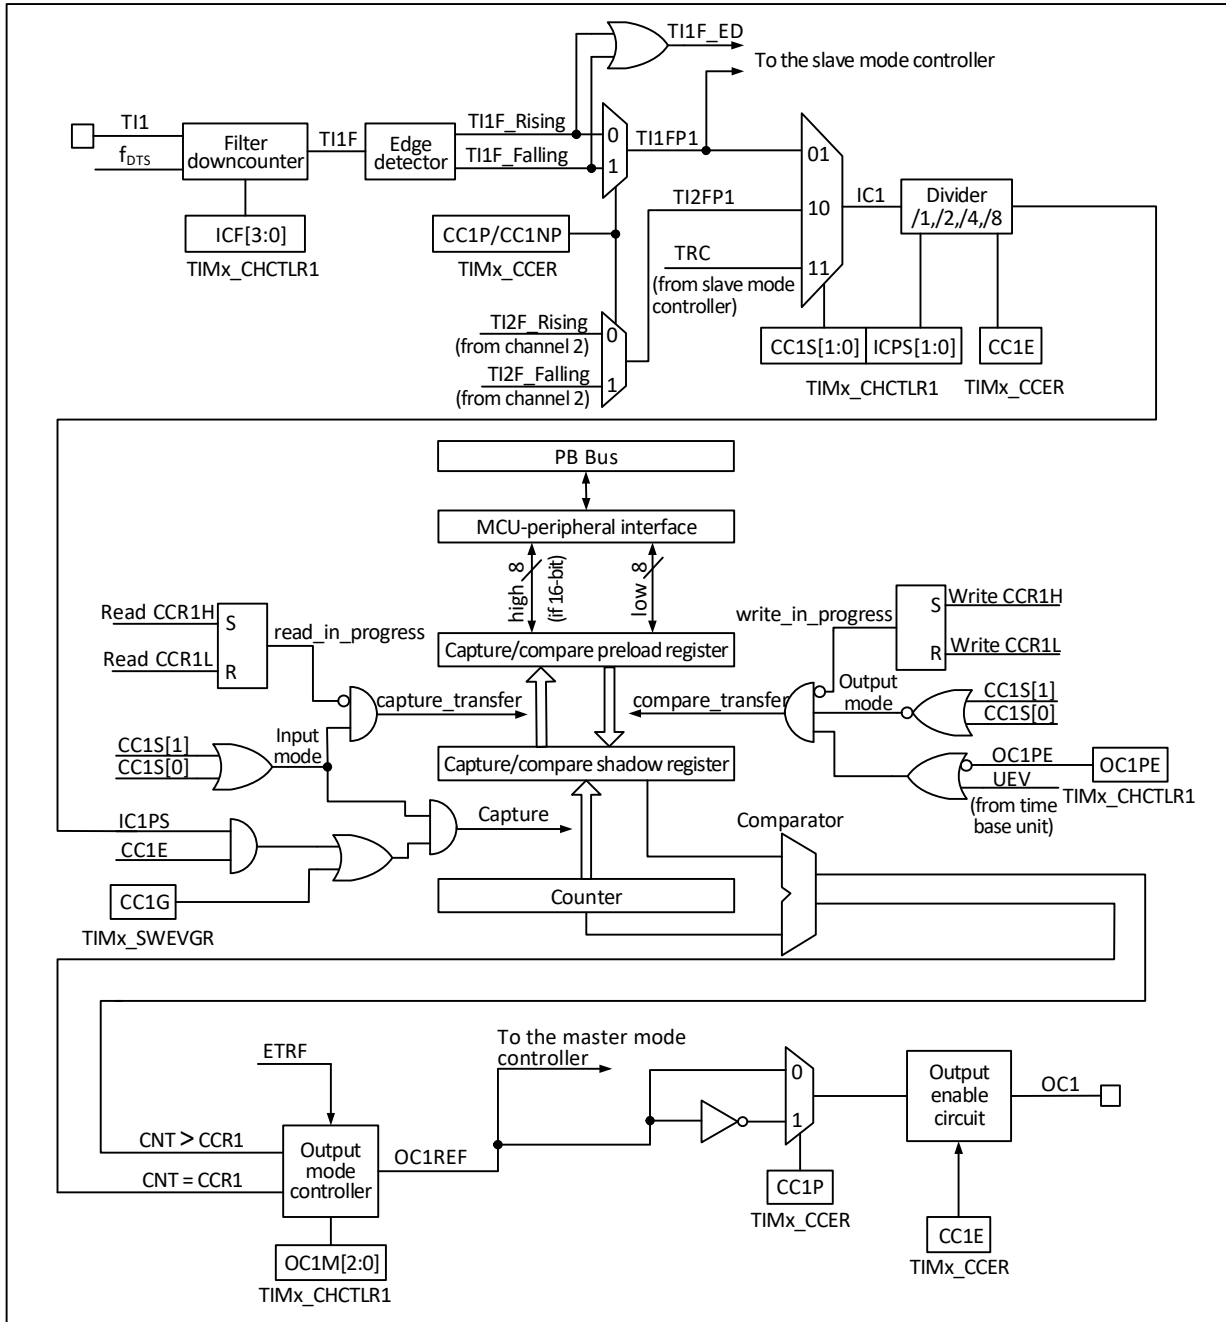 TI1F_ED
To the slave mode controller
TI1
fDTS
Filter
downcounter
TI1F
Edge
detector
TI1F_Rising
TI1F_Falling
0
1
TI1FP1
01
10
11
TI2FP1
TRC
(from slave mode
controller)
IC1
Divider
/1,/2,/4,/8
ICF[3:0]
TIMx_CHCTLR1
CC1P/CC1NP
TIMx_CCER
TI2F_Rising
(from channel 2)
TI2F_Falling
(from channel 2)
0
1
CC1S[1:0]
ICPS[1:0]
TIMx_CHCTLR1
CC1E
TIMx_CCER
PB Bus
MCU-peripheral interface
high
8
(if 16-bit)
low
8
Read CCR1H
Read CCR1L
S
R
read_in_progress
Capture/compare preload register
write_in_progress
S
R
Write CCR1H
Write CCR1L
capture_transfer
compare_transfer
Output
mode
CC1S[1]
CC1S[0]
CC1S[1]
CC1S[0]
Input
mode
Capture/compare shadow register
OC1PE
UEV
(from time
base unit)
OC1PE
TIMx_CHCTLR1
IC1PS
CC1E
Capture
Comparator
CC1G
TIMx_SWEVGR
Counter
ETRF
To the master mode
controller
CNT > CCR1
CNT = CCR1
Output
mode
controller
OC1REF
0
1
Output
enable
circuit
OC1
OC1M[2:0]
TIMx_CHCTLR1
CC1P
TIMx_CCER
CC1E
TIMx_CCER